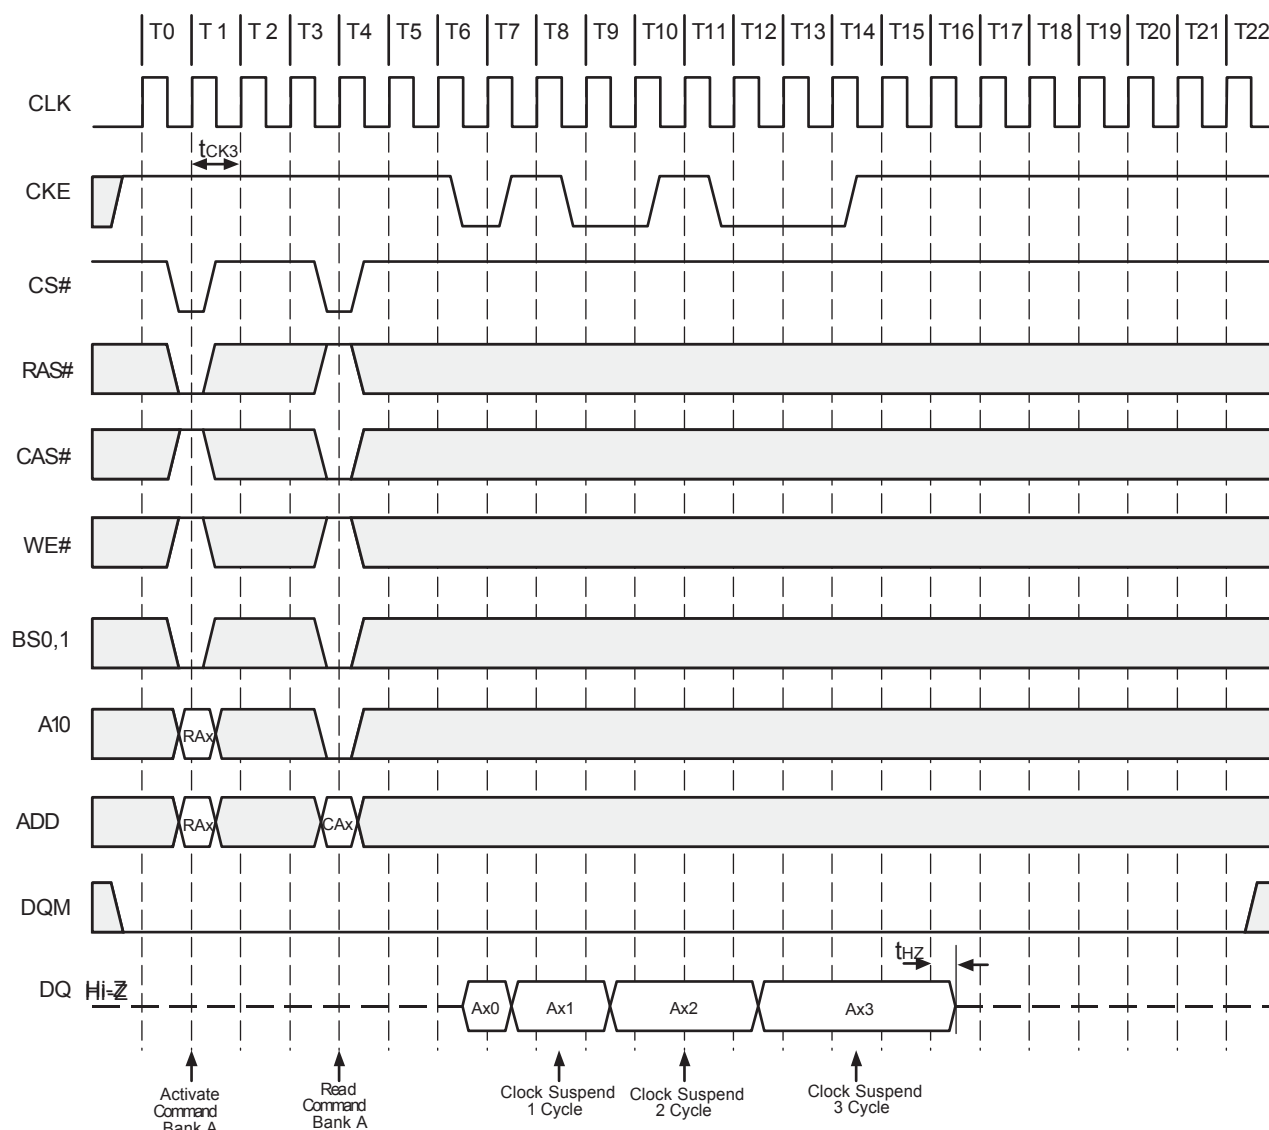 T0 T 1 T 2 T3 T4 T5 T6 T7 T8 T9 T10 T11 T12 T13 T14 T15 T16 T17 T18 T19 T20 T21 T22
CLK
tCK3
CKE
CS#
RAS#
CAS#
WE#
BS0,1
A10
RAx
ADD
RAx
CAx
DQM
tHZ
DQ
Hi-Z
Ax0
Ax1
Ax2
Ax3
Activate
Command
Bank A
Read
Command
Bank A
Clock Suspend
1 Cycle
Clock Suspend
2 Cycle
Clock Suspend
3 Cycle